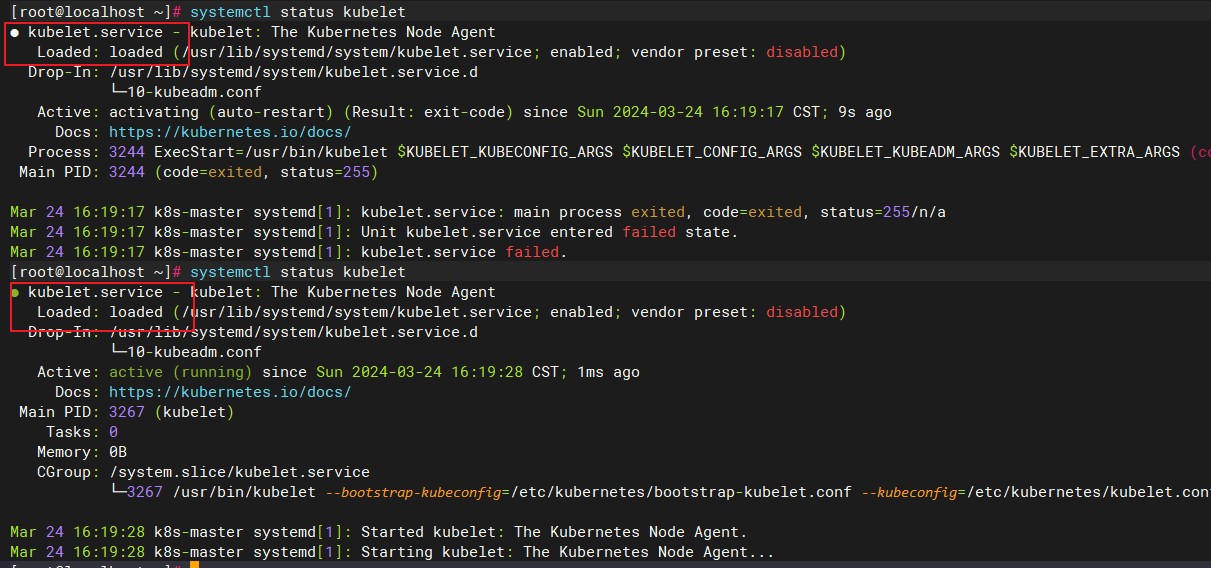 [root@localhost ~]# systemctl status kubelet
● kubelet.service - kubelet: The Kubernetes Node Agent
Loaded: loaded (/usr/lib/systemd/system/kubelet.service; enabled; vendor preset: disabled)
Drop-In: /usr/lib/systemd/system/kubelet.service.d
└─10-kubeadm.conf
Active: activating (auto-restart) (Result: exit-code) since Sun 2024-03-24 16:19:17 CST; 9s ago
Docs: https://kubernetes.io/docs/
Process: 3244 ExecStart=/usr/bin/kubelet $KUBELET_KUBECONFIG_ARGS $KUBELET_CONFIG_ARGS $KUBELET_KUBEADM_ARGS $KUBELET_EXTRA_ARGS (co
Main PID: 3244 (code=exited, status=255)
Mar 24 16:19:17 k8s-master systemd[1]: kubelet.service: main process exited, code=exited, status=255/n/a
Mar 24 16:19:17 k8s-master systemd[1]: Unit kubelet.service entered failed state.
Mar 24 16:19:17 k8s-master systemd[1]: kubelet.service failed.
[root@localhost ~]# systemctl status kubelet
● kubelet.service - kubelet: The Kubernetes Node Agent
Loaded: loaded (/usr/lib/systemd/system/kubelet.service; enabled; vendor preset: disabled)
Drop-In: /usr/lib/systemd/system/kubelet.service.d
└─10-kubeadm.conf
Active: active (running) since Sun 2024-03-24 16:19:28 CST; 1ms ago
Docs: https://kubernetes.io/docs/
Main PID: 3267 (kubelet)
Tasks: 0
Memory: 0B
CGroup: /system.slice/kubelet.service
└─3267 /usr/bin/kubelet --bootstrap-kubeconfig=/etc/kubernetes/bootstrap-kubelet.conf --kubeconfig=/etc/kubernetes/kubelet.con
Mar 24 16:19:28 k8s-master systemd[1]: Started kubelet: The Kubernetes Node Agent.
Mar 24 16:19:28 k8s-master systemd[1]: Starting kubelet: The Kubernetes Node Agent...